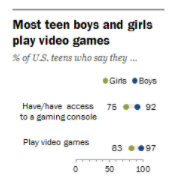 Most teen boys and girls
play video games
% of U.S. teens who say they ...
Girls Boys
Have/have access
to a gaming console
75 92
Play video games
83 97
0 50 100